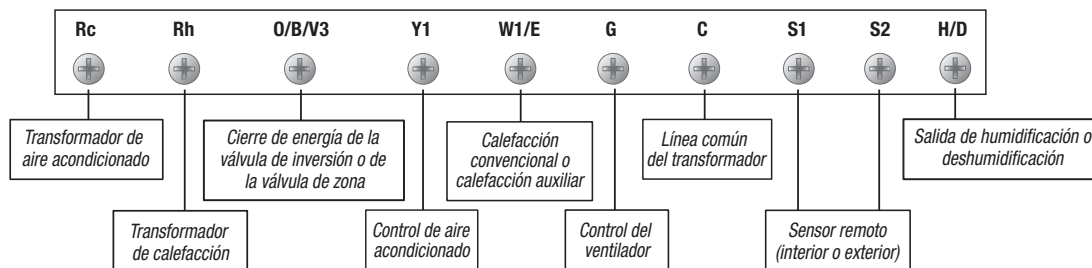 Rc Rh O/B/V3 Y1 W1/E G C S1 S2 H/D
Transformador de
aire acondicionado
Cierre de energía de la
válvula de inversión o de
la válvula de zona
Calefacción
convencional o
calefacción auxiliar
Línea común
del transformador
Salida de humidificación o
deshumidificación
Transformador
de calefacción
Control de aire
acondicionado
Control del
ventilador
Sensor remoto
(interior o exterior)